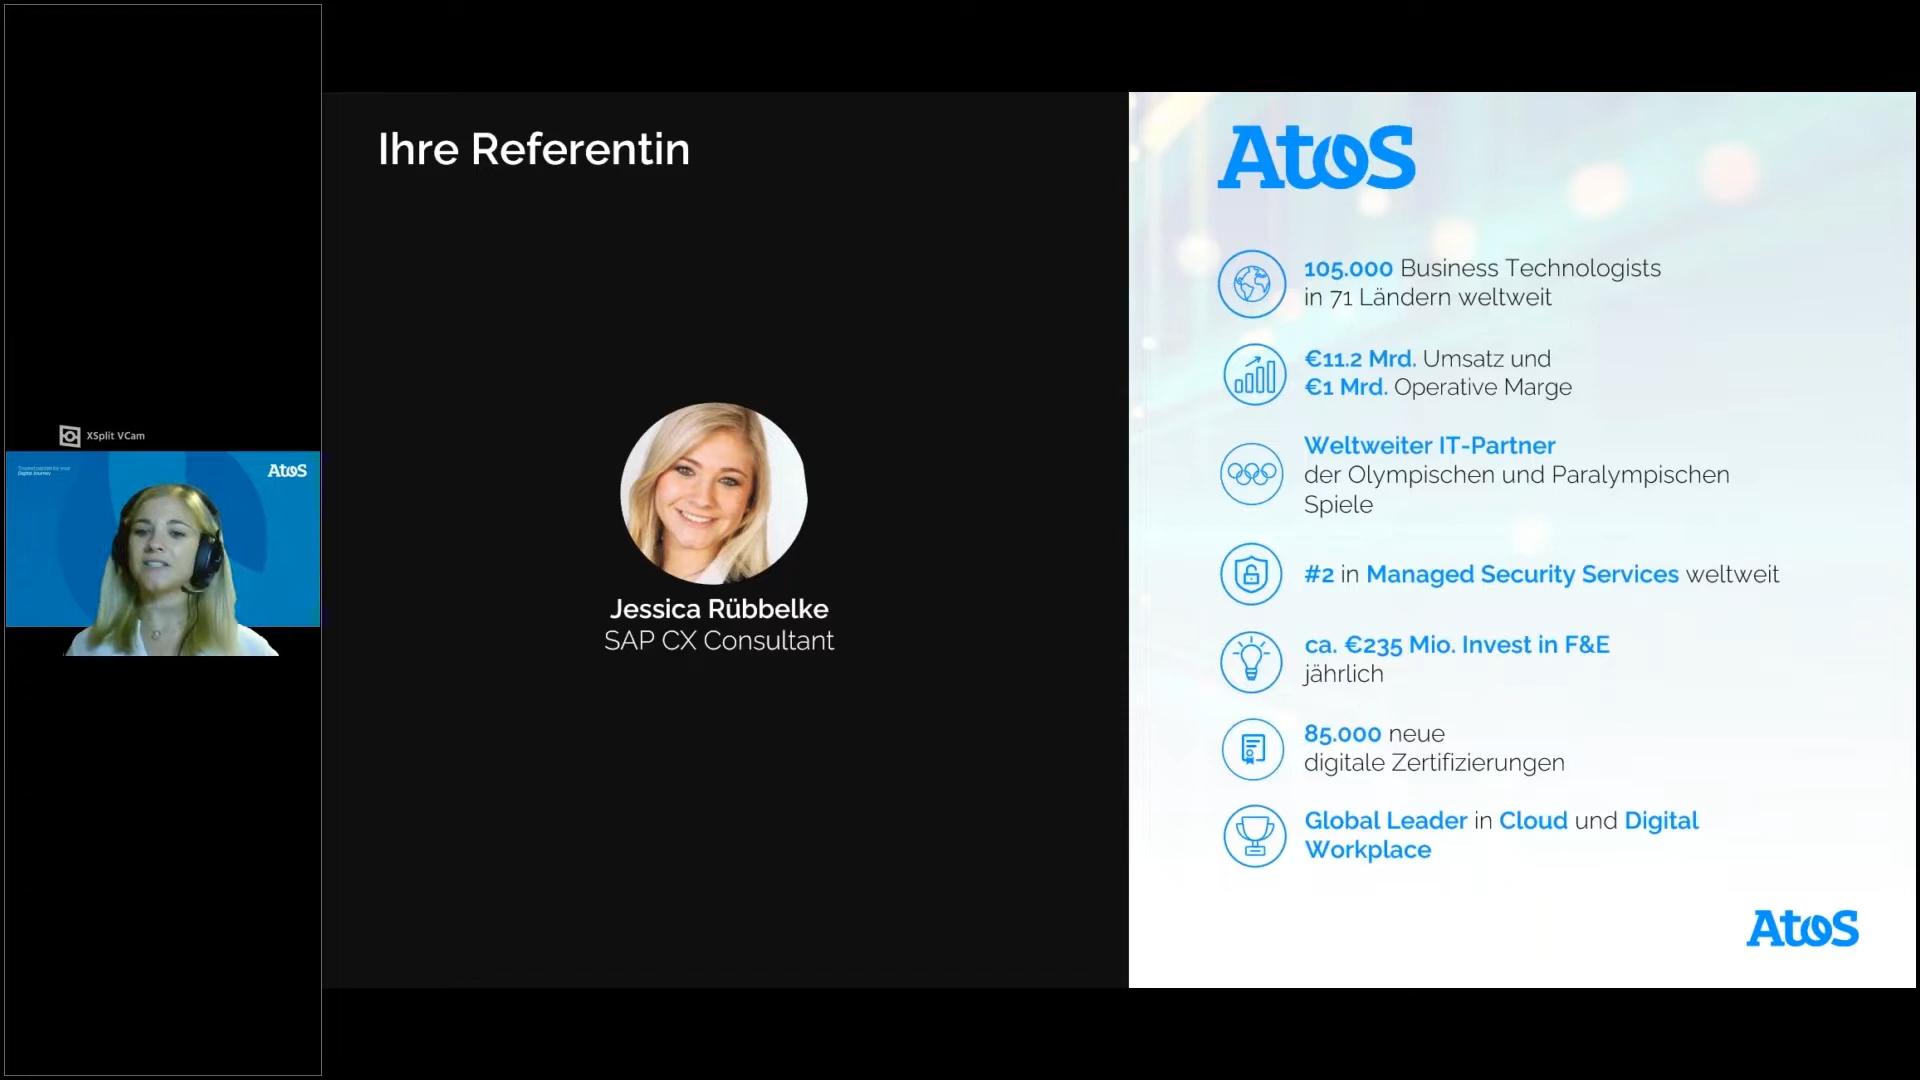 XSplit VCam
Digital Journey
Atos
Ihre Referentin
Jessica Rübbelke
SAP CX Consultant
Atos
105.000 Business Technologists
in 71 Ländern weltweit
€11.2 Mrd. Umsatz und
€1 Mrd. Operative Marge
Weltweiter IT-Partner
der Olympischen und Paralympischen
Spiele
#2 in Managed Security Services weltweit
ca. €235 Mio. Invest in F&E
jährlich
85.000 neue
digitale Zertifizierungen
Global Leader in Cloud und Digital
Workplace
Atos